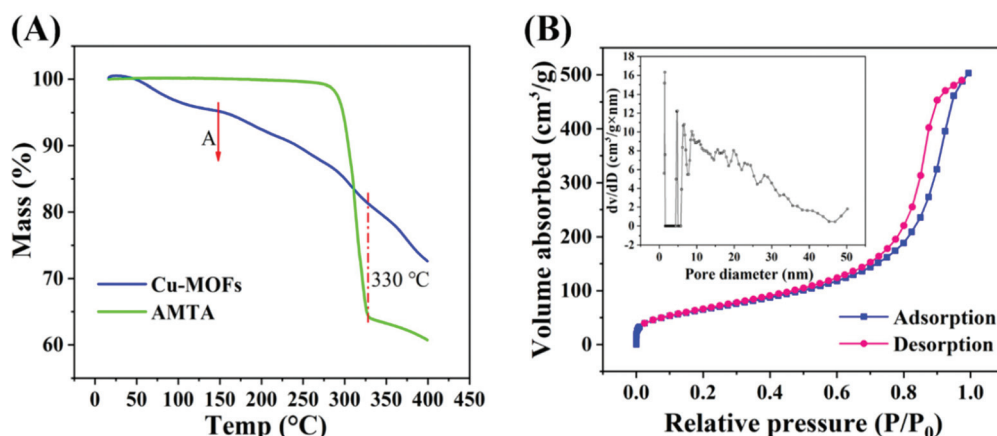 (A)
100
90
80
70
60
Mass (%)
A
330 °C
Cu-MOFs
AMTA
0 50 100 150 200 250 300 350 400
Temp (°C)
(B)
500
400
300
200
100
0
Volume absorbed (cm³/g)
18
16
14
12
10
8
6
4
2
0
-2
dv/dD (cm³/g×nm)
0 10 20 30 40 50
Pore diameter (nm)
Adsorption
Desorption
0.0 0.2 0.4 0.6 0.8 1.0
Relative pressure (P/P₀)